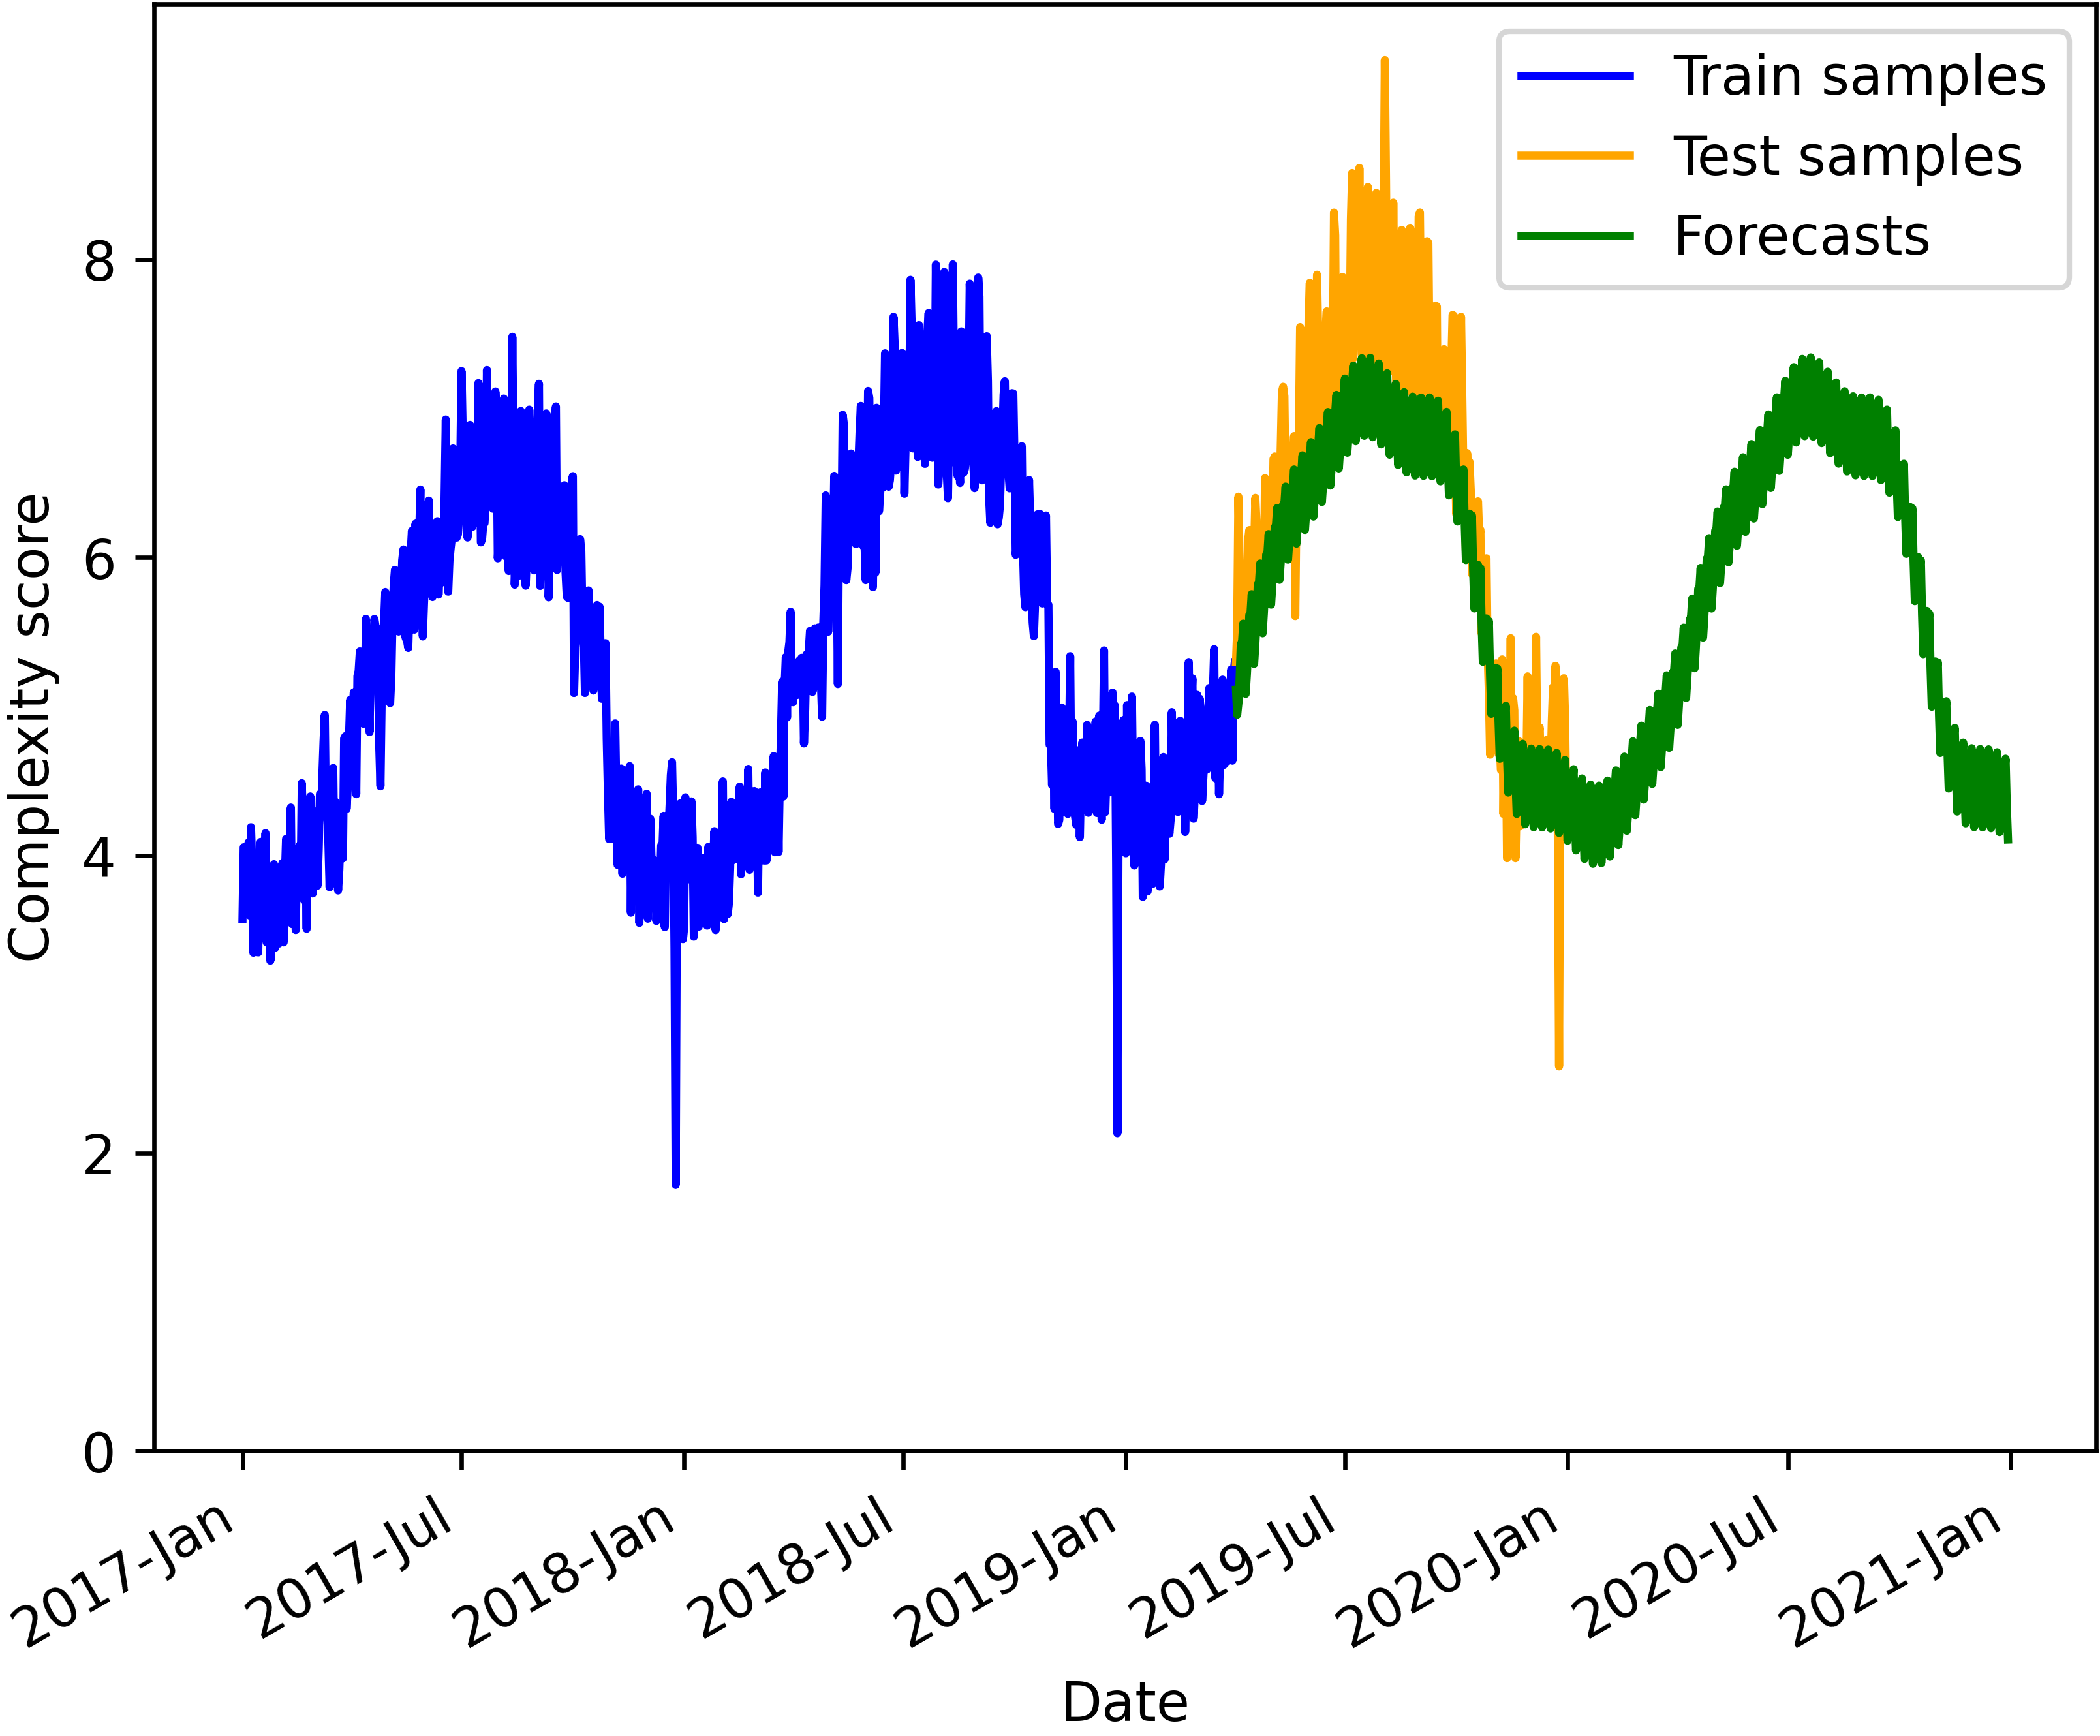 Train samples
Test samples
Forecasts
Complexity score
8
6
4
2
0
2017-Jan
2017-Jul
2018-Jan
2018-Jul
2019-Jan
2019-Jul
2020-Jan
2020-Jul
2021-Jan
Date